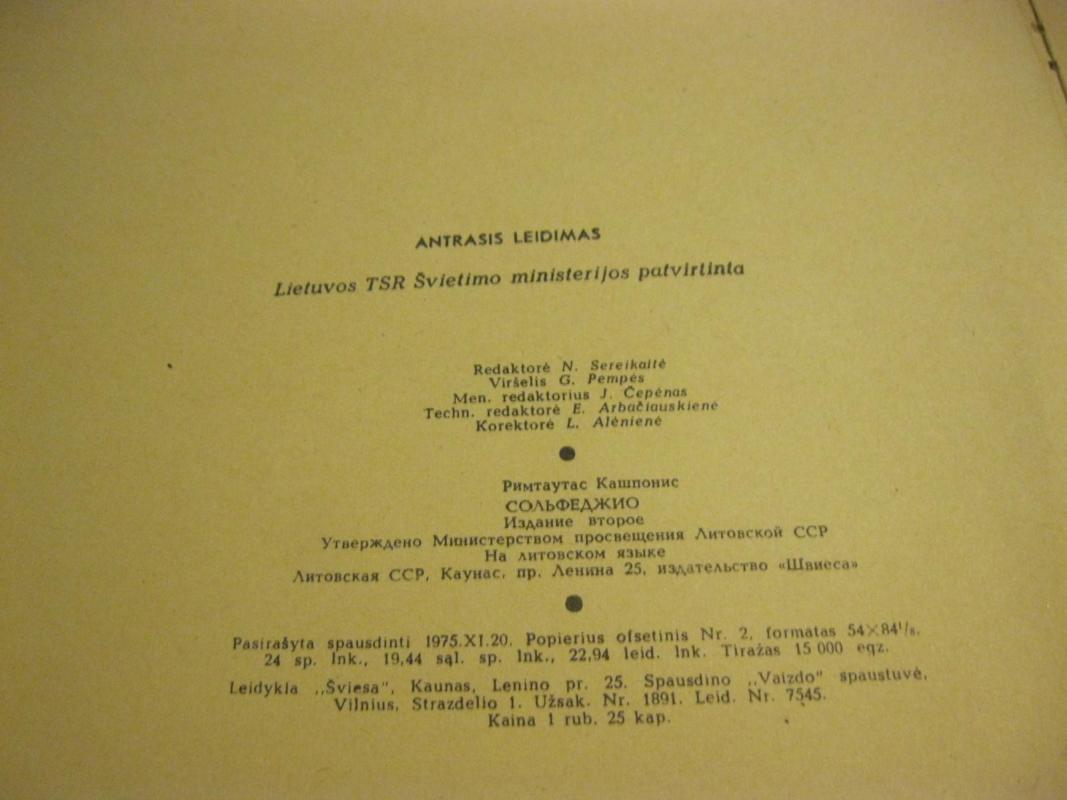 ANTRASIS LEIDIMAS
Lietuvos TSR Švietimo ministerijos patvirtinta
Redaktorė N. Sereikaitė
Viršelis G. Pempės
Men. redaktorius J. Čepėnas
Techn. redaktorė E. Arbačiauskienė
Korektorė L. Alėnienė
Римтаутас Кашпонис
СОЛЬФЕДЖИО
Издание второе
Утверждено Министерством просвещения Литовской ССР
На литовском языке
Литовская ССР, Каунас, пр. Ленина 25, издательство «Швиеса»
Pasirašyta spausdinti 1975.XI.20. Popierius ofsetinis Nr. 2, formatas 54×84¹/₈.
24 sp. lnk., 19,44 sąl. sp. lnk., 22,94 leid. lnk. Tiražas 15 000 egz.
Leidykla „Šviesa", Kaunas, Lenino pr. 25. Spausdino „Vaizdo" spaustuvė,
Vilnius, Strazdelio 1. Užsak. Nr. 1891. Leid. Nr. 7545.
Kaina 1 rub. 25 kap.